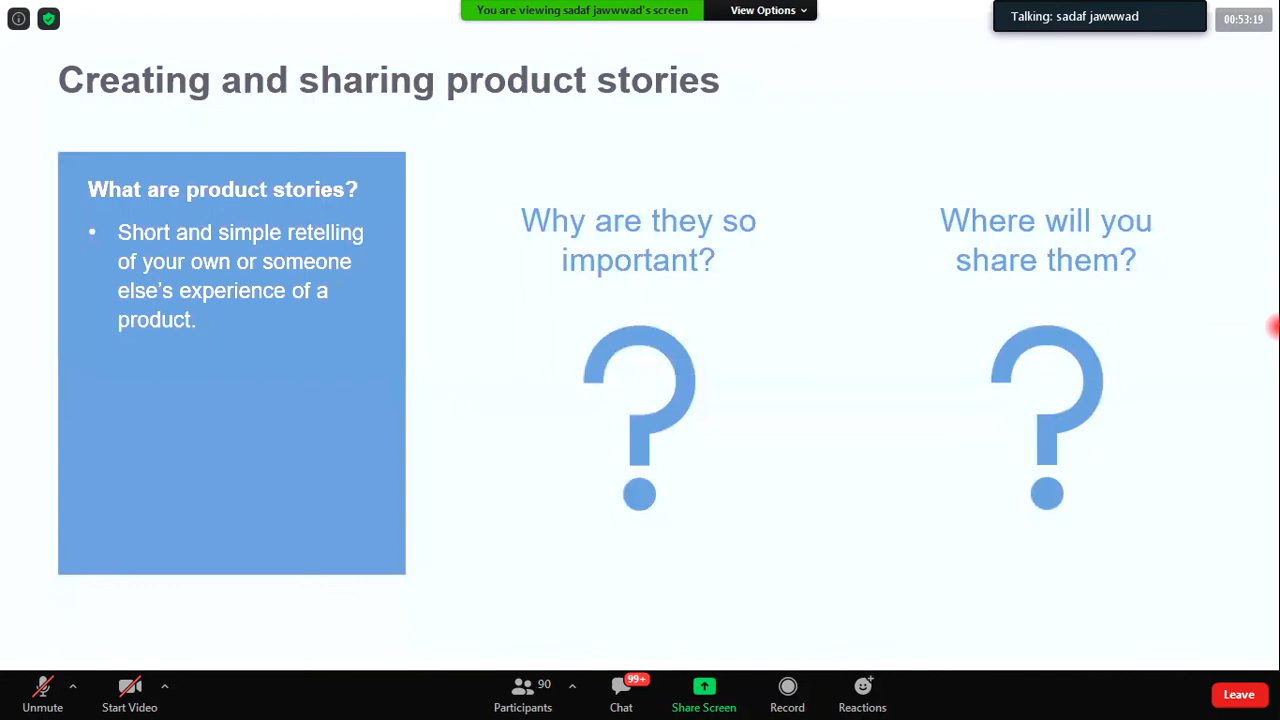 You are viewing sadaf jawwwad's screen
View Options
Talking: sadaf jawwwad
00:53:19
Creating and sharing product stories
What are product stories?
• Short and simple retelling
of your own or someone
else's experience of a
product.
Why are they so
important?
?
Where will you
share them?
?
Unmute
Start Video
90
Participants
99+
Chat
Share Screen
Record
Reactions
Leave